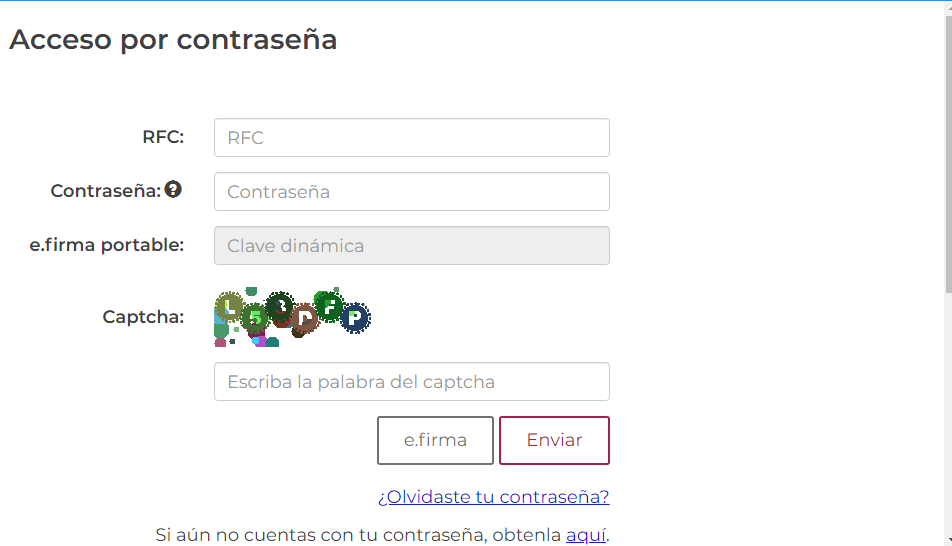 Acceso por contraseña
RFC:
RFC
Contraseña:
Contraseña
e.firma portable:
Clave dinámica
Captcha:
Escriba la palabra del captcha
e.firma
Enviar
¿Olvidaste tu contraseña?
Si aún no cuentas con tu contraseña, obtenla aquí.